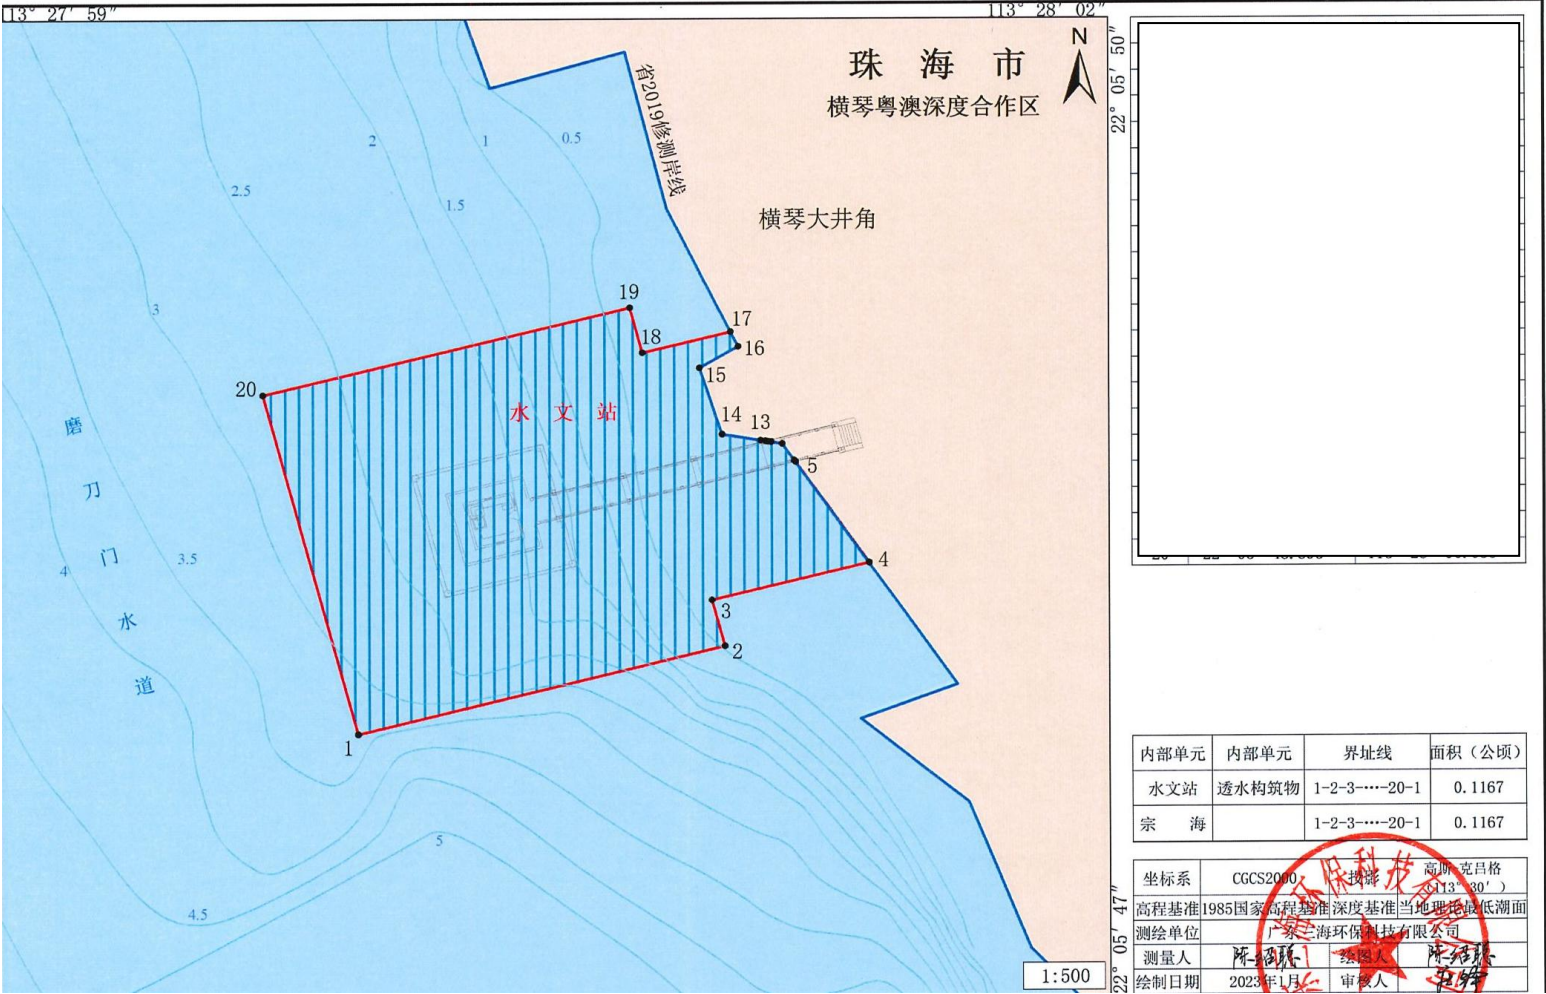 113° 27′ 59″
113° 28′ 02″
22° 05′ 50″
珠 海 市
横琴粤澳深度合作区
N
省2019修测岸线
横琴大井角
0.5
1
1.5
2
2.5
3
3.5
4
4.5
5
磨刀门水道
水 文 站
19
17
18
16
15
20
14
13
5
4
3
2
1
内部单元 内部单元 界址线 面积（公顷）
水文站 透水构筑物 1-2-3-…-20-1 0.1167
宗 海 1-2-3-…-20-1 0.1167
坐标系 CGCS2000 投影 高斯-克吕格
（113° 30′ ）
高程基准 1985国家高程基准 深度基准 当地理论最低潮面
测绘单位 海环保科技有限公司
测量人 绘图人
绘制日期 2023年1月 审核人
22° 05′ 47″
1:500